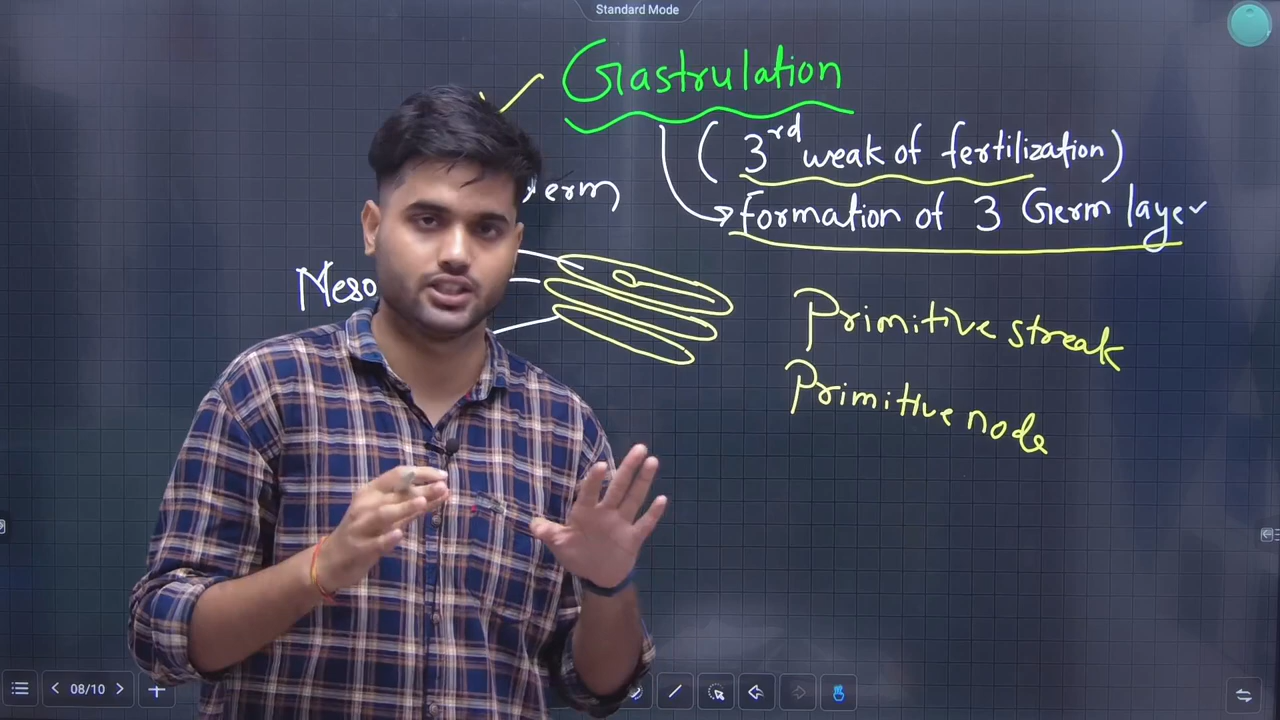 Standard Mode
Gastrulation
( 3rd weak of fertilization)
formation of 3 Germ layer
erm
Meso
Primitive streak
Primitive node
08/10